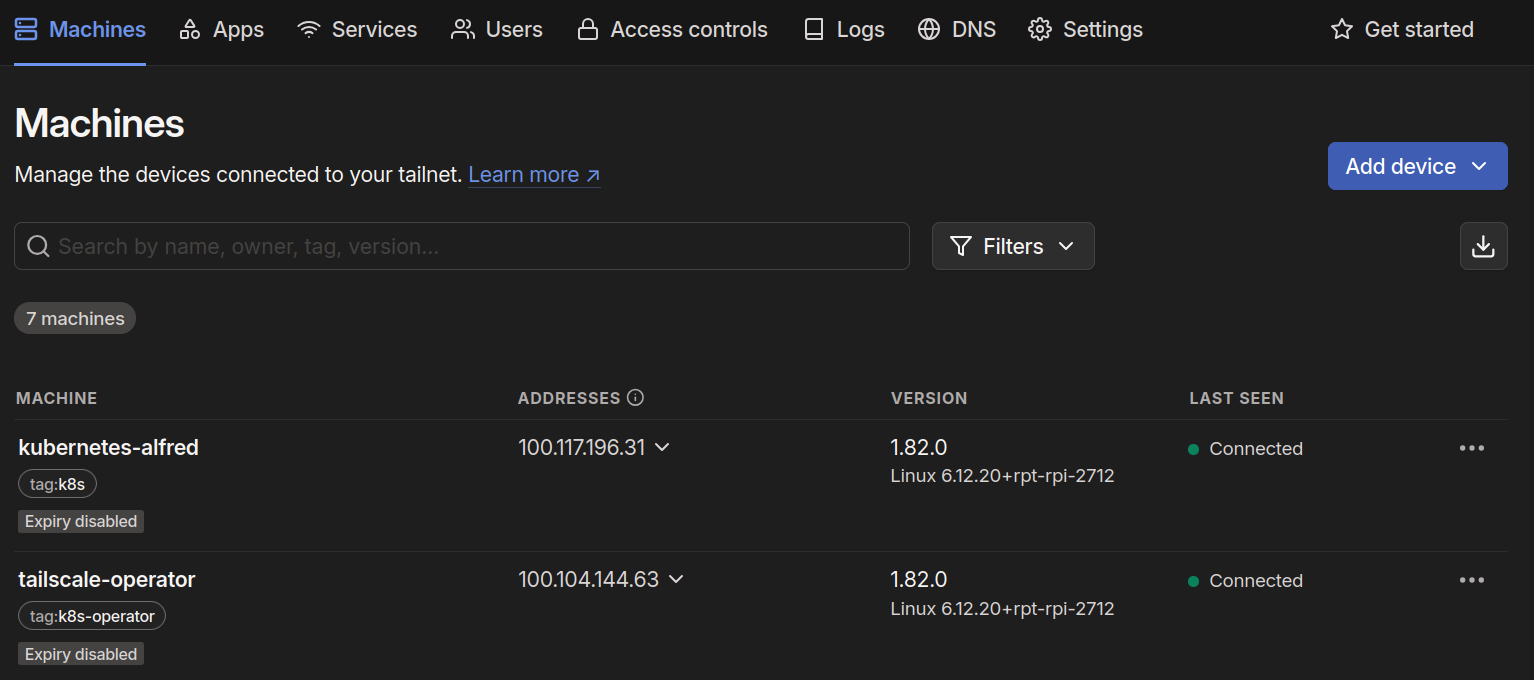 Machines Apps Services Users Access controls Logs DNS Settings Get started
Machines
Manage the devices connected to your tailnet. Learn more ↗
Add device
Search by name, owner, tag, version...
Filters
7 machines
MACHINE ADDRESSES VERSION LAST SEEN
kubernetes-alfred 100.117.196.31 1.82.0 Connected
tag:k8s Linux 6.12.20+rpt-rpi-2712
Expiry disabled
tailscale-operator 100.104.144.63 1.82.0 Connected
tag:k8s-operator Linux 6.12.20+rpt-rpi-2712
Expiry disabled